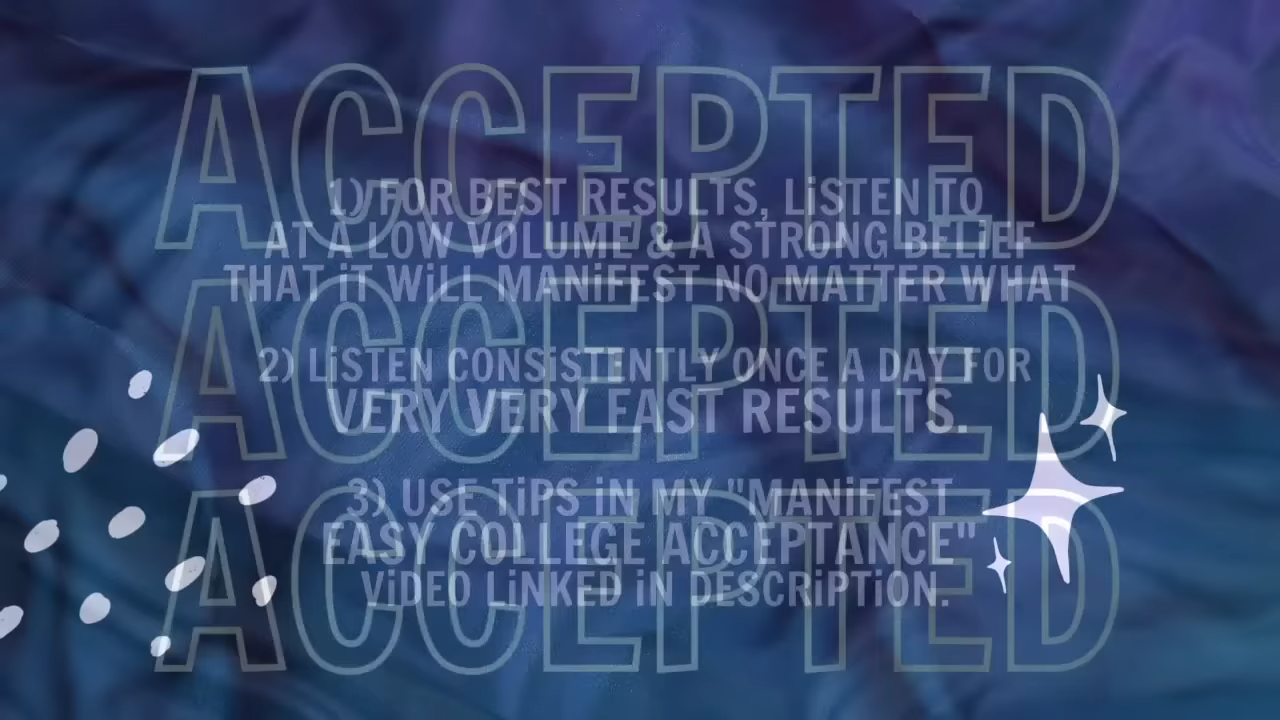 ACCEPTED
1) FOR BEST RESULTS, LiSTEN TO
AT A LOW VOLUME & A STRONG BELIEF
THAT iT WiLL MANiFEST NO MATTER WHAT
ACCEPTED
2) LiSTEN CONSiSTENTLY ONCE A DAY FOR
VERY VERY FAST RESULTS.
ACCEPTED
3) USE TiPS iN MY "MANiFEST
EASY COLLEGE ACCEPTANCE"
ViDEO LiNKED iN DESCRiPTiON.